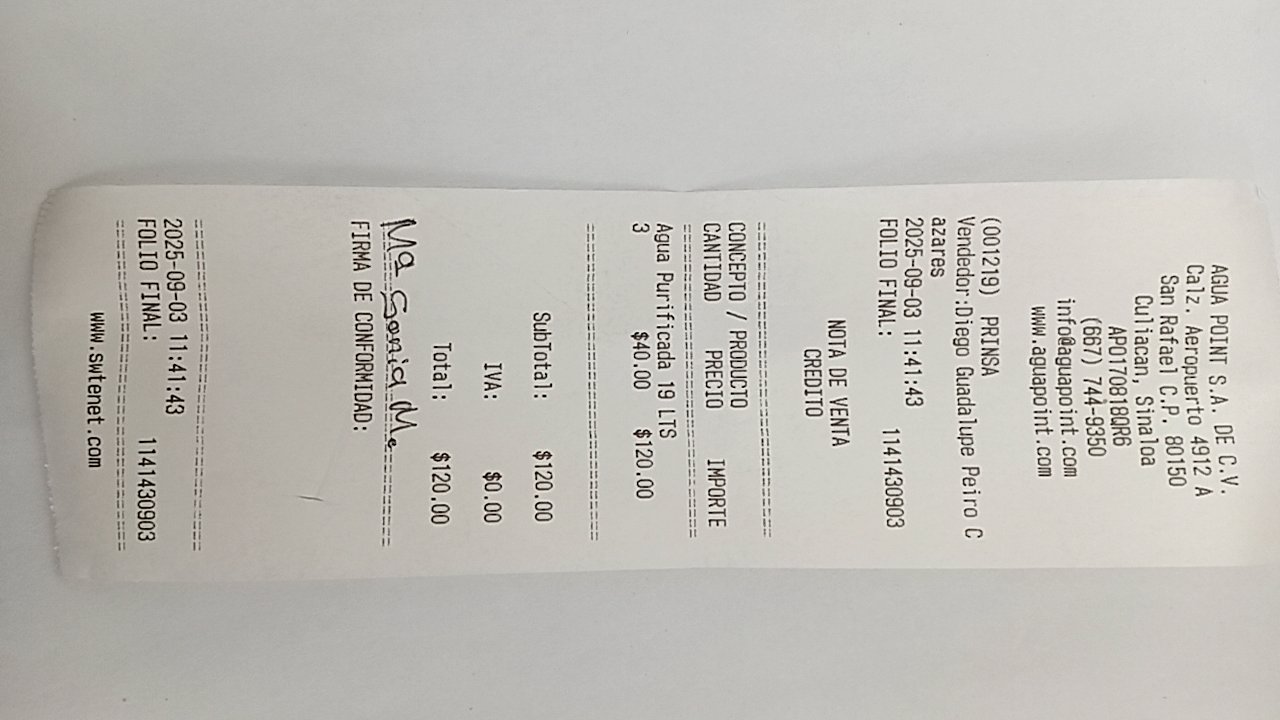 AGUA POINT S.A. DE C.V.
Calz. Aeropuerto 4912 A
San Rafael C.P. 80150
Culiacan, Sinaloa
APO170818QR6
(667) 744-9350
info@aguapoint.com
www.aguapoint.com
(001219) PRINSA
Vendedor:Diego Guadalupe Peiro C
azares
2025-09-03 11:41:43
FOLIO FINAL: 1141430903
NOTA DE VENTA
CREDITO
--------------------------------
CONCEPTO / PRODUCTO
CANTIDAD PRECIO IMPORTE
--------------------------------
Agua Purificada 19 LTS
3 $40.00 $120.00
--------------------------------
SubTotal: $120.00
IVA: $0.00
Total: $120.00
Ma Sonia M.
--------------------------------
FIRMA DE CONFORMIDAD:
--------------------------------
2025-09-03 11:41:43
FOLIO FINAL: 1141430903
--------------------------------
www.swtenet.com